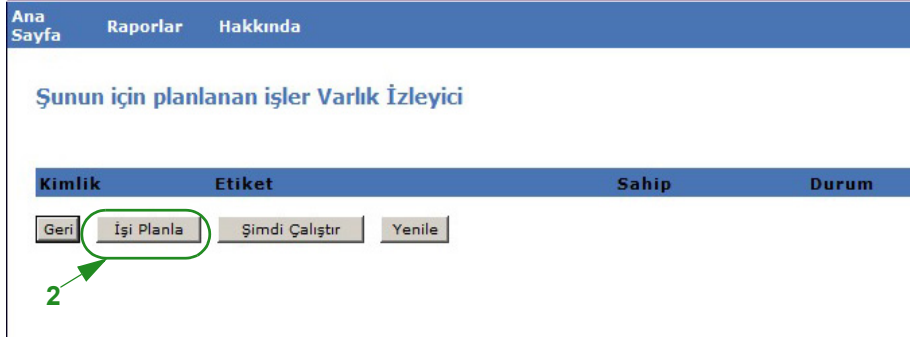 Ana Sayfa Raporlar Hakkında
Şunun için planlanan işler Varlık İzleyici
Kimlik Etiket Sahip Durum
Geri İşi Planla Şimdi Çalıştır Yenile
2